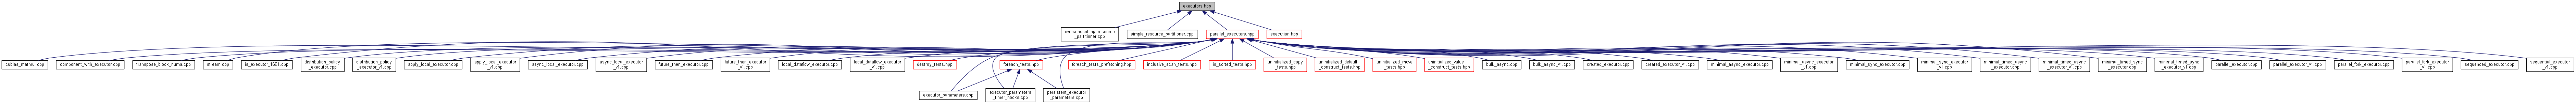 executors.hpp
oversubscribing_resource
_partitioner.cpp
simple_resource_partitioner.cpp
parallel_executors.hpp
execution.hpp
cublas_matmul.cpp
component_with_executor.cpp
transpose_block_numa.cpp
stream.cpp
is_executor_1691.cpp
distribution_policy
_executor.cpp
distribution_policy
_executor_v1.cpp
apply_local_executor.cpp
apply_local_executor
_v1.cpp
async_local_executor.cpp
async_local_executor
_v1.cpp
future_then_executor.cpp
future_then_executor
_v1.cpp
local_dataflow_executor.cpp
local_dataflow_executor
_v1.cpp
destroy_tests.hpp
foreach_tests.hpp
foreach_tests_prefetching.hpp
inclusive_scan_tests.hpp
is_sorted_tests.hpp
uninitialized_copy
_tests.hpp
uninitialized_default
_construct_tests.hpp
uninitialized_move
_tests.hpp
uninitialized_value
_construct_tests.hpp
bulk_async.cpp
bulk_async_v1.cpp
created_executor.cpp
created_executor_v1.cpp
minimal_async_executor.cpp
minimal_async_executor
_v1.cpp
minimal_sync_executor.cpp
minimal_sync_executor
_v1.cpp
minimal_timed_async
_executor.cpp
minimal_timed_async
_executor_v1.cpp
minimal_timed_sync
_executor.cpp
minimal_timed_sync
_executor_v1.cpp
parallel_executor.cpp
parallel_executor_v1.cpp
parallel_fork_executor.cpp
parallel_fork_executor
_v1.cpp
sequenced_executor.cpp
sequential_executor
_v1.cpp
executor_parameters.cpp
executor_parameters
_timer_hooks.cpp
persistent_executor
_parameters.cpp